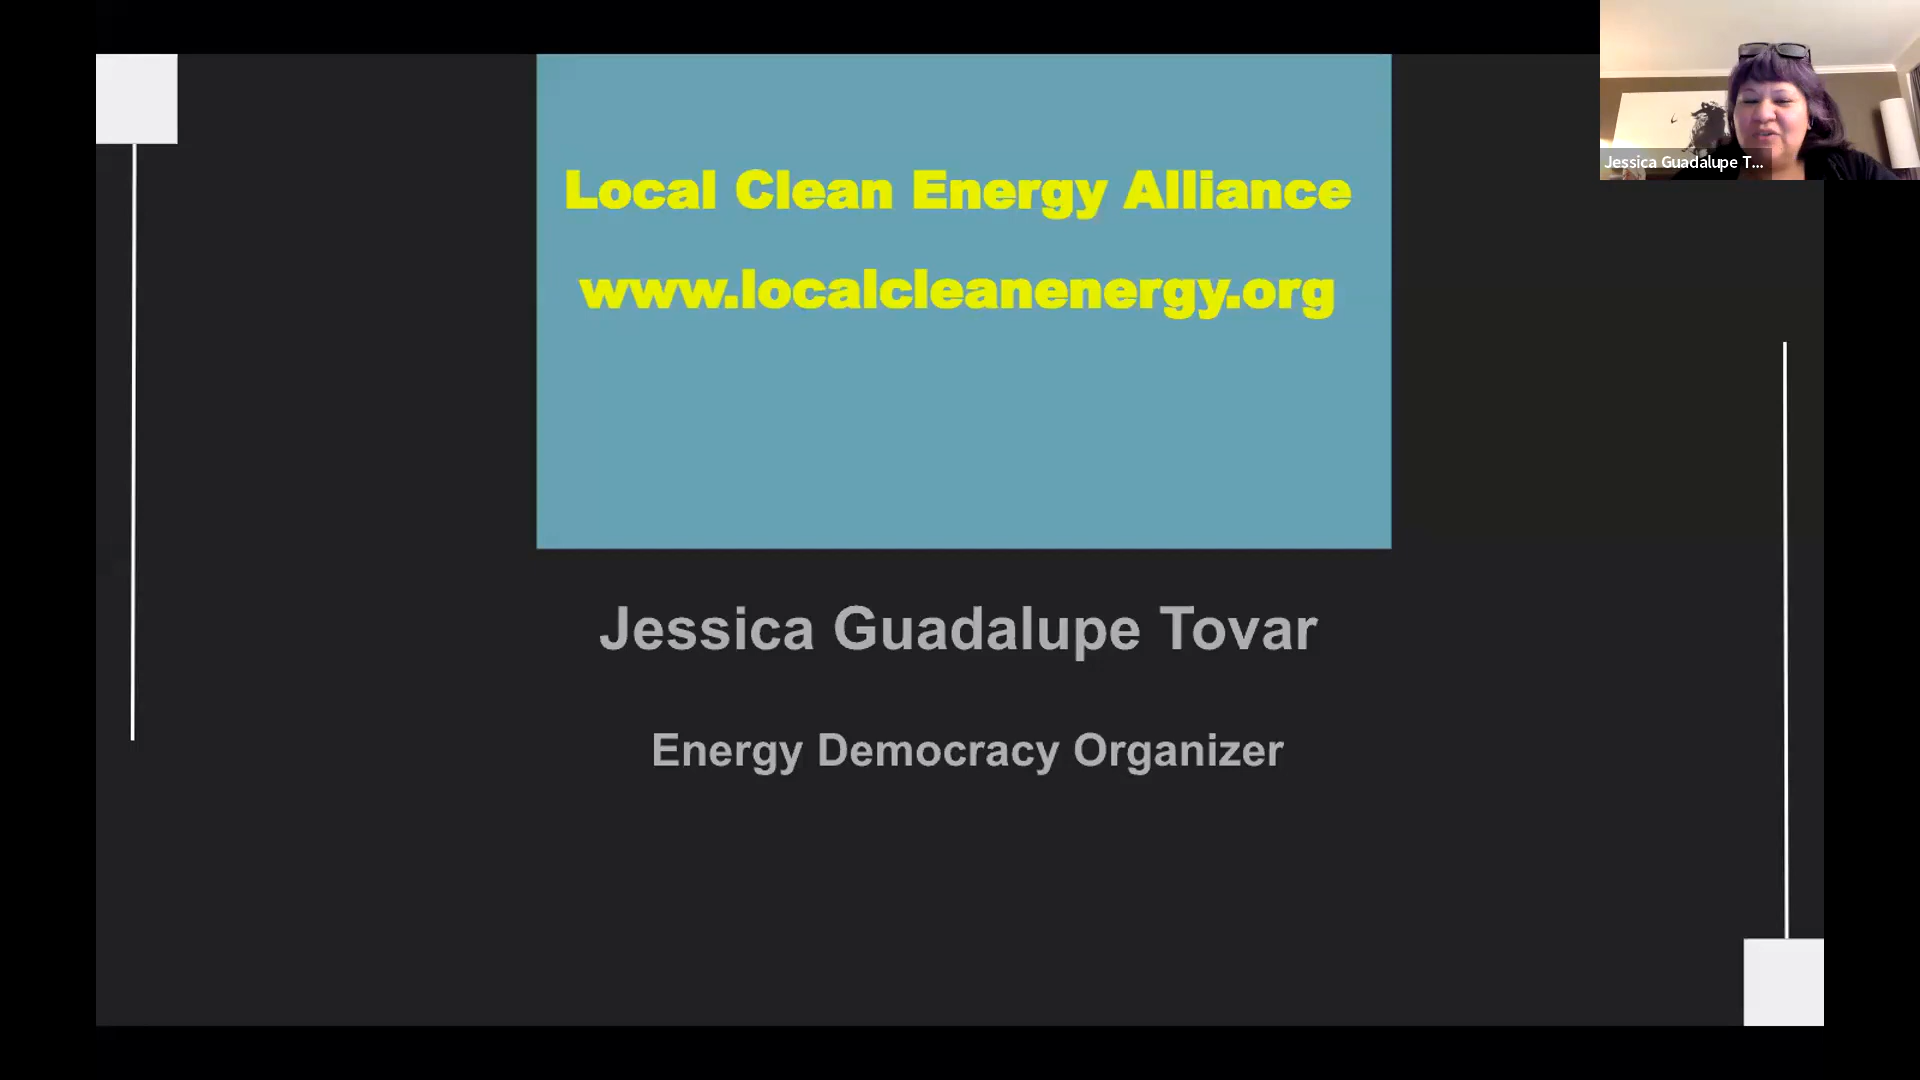 Local Clean Energy Alliance
www.localcleanenergy.org
Jessica Guadalupe T...
Jessica Guadalupe Tovar
Energy Democracy Organizer